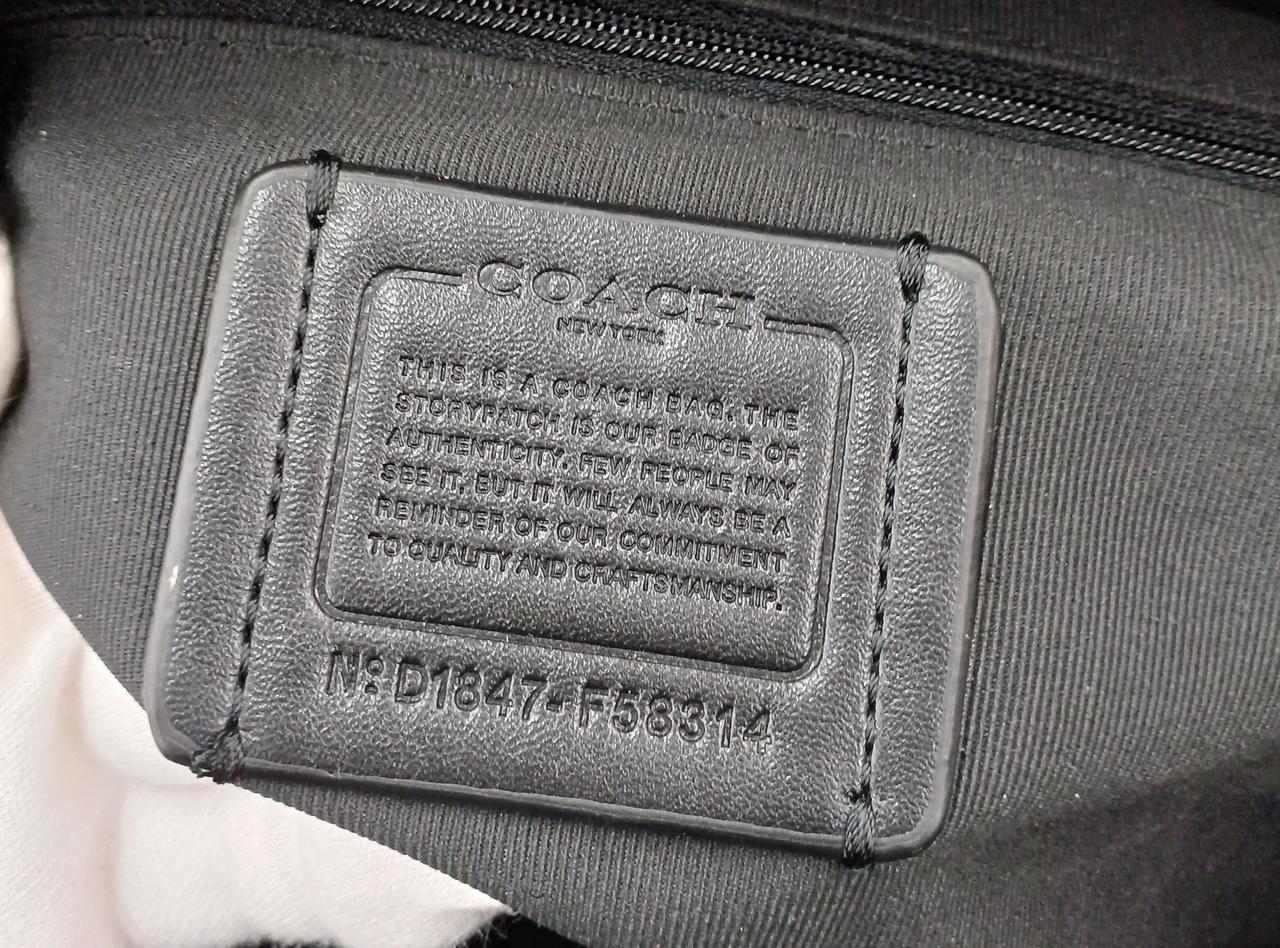 COACH
NEW YORK
THIS IS A COACH BAG. THE
STORYPATCH IS OUR BADGE OF
AUTHENTICITY. FEW PEOPLE MAY
SEE IT, BUT IT WILL ALWAYS BE A
REMINDER OF OUR COMMITMENT
TO QUALITY AND CRAFTSMANSHIP.
Nº D1847-F58314